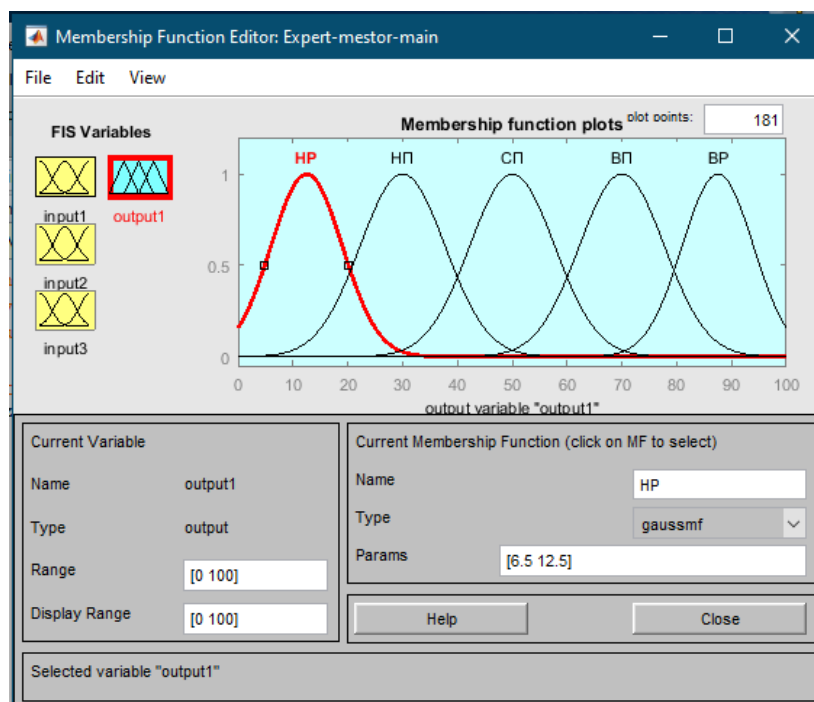 Membership Function Editor: Expert-mestor-main
File Edit View
FIS Variables
input1 output1
input2
input3
Membership function plots plot points: 181
НР НП СП ВП ВР
1
0.5
0
0 10 20 30 40 50 60 70 80 90 100
output variable "output1"
Current Variable
Name output1
Type output
Range [0 100]
Display Range [0 100]
Current Membership Function (click on MF to select)
Name НР
Type gaussmf
Params [6.5 12.5]
Help Close
Selected variable "output1"